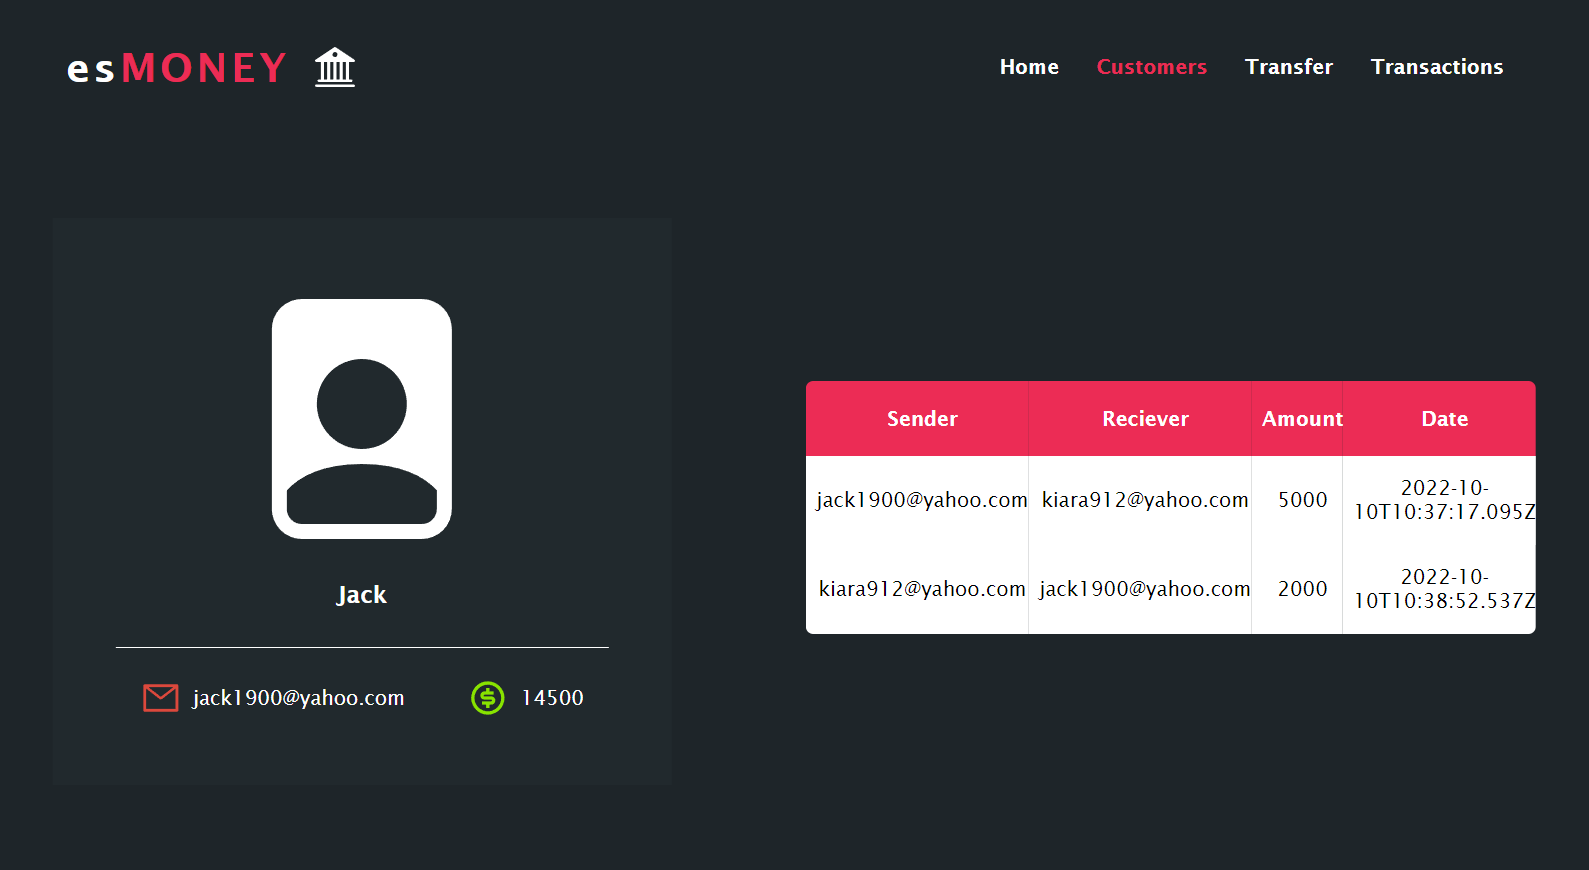 esMONEY
Home Customers Transfer Transactions
Jack
jack1900@yahoo.com 14500
Sender Reciever Amount Date
jack1900@yahoo.com kiara912@yahoo.com 5000 2022-10-
10T10:37:17.095Z
kiara912@yahoo.com jack1900@yahoo.com 2000 2022-10-
10T10:38:52.537Z